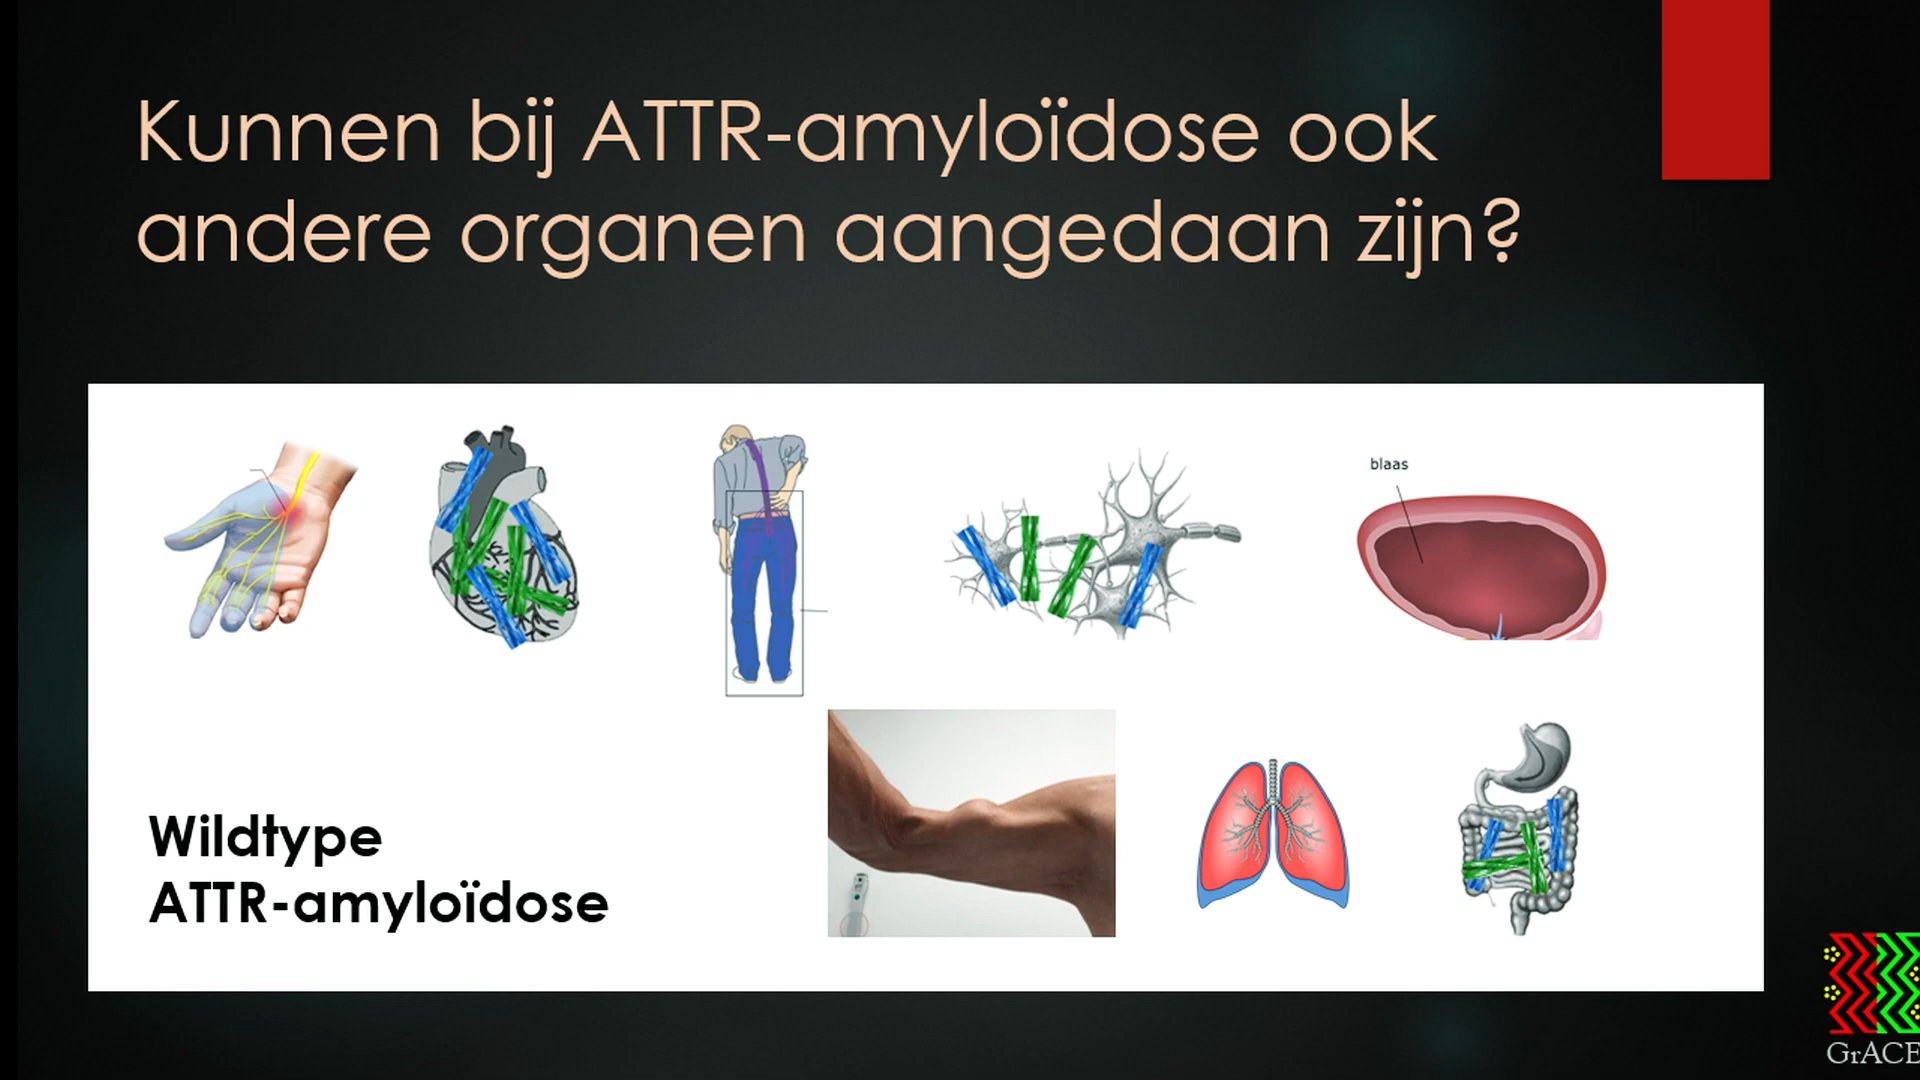 Kunnen bij ATTR-amyloïdose ook
andere organen aangedaan zijn?
blaas
Wildtype
ATTR-amyloïdose
GrACE